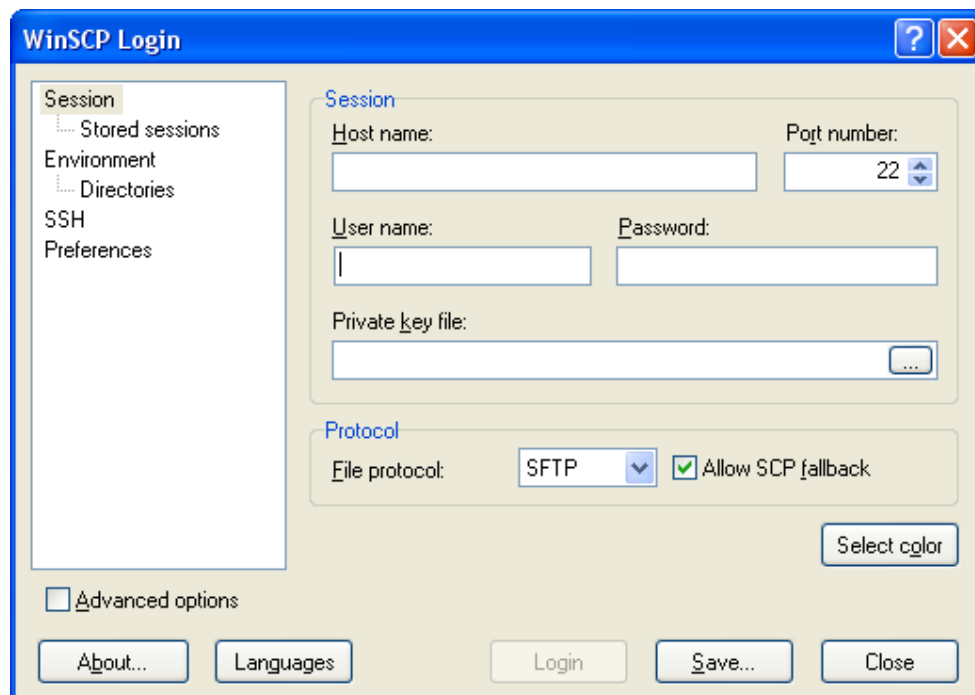 WinSCP Login
Session
Stored sessions
Environment
Directories
SSH
Preferences
Session
Host name:
Port number:
22
User name:
Password:
Private key file:
...
Protocol
File protocol:
SFTP
Allow SCP fallback
Select color
Advanced options
About...
Languages
Login
Save...
Close